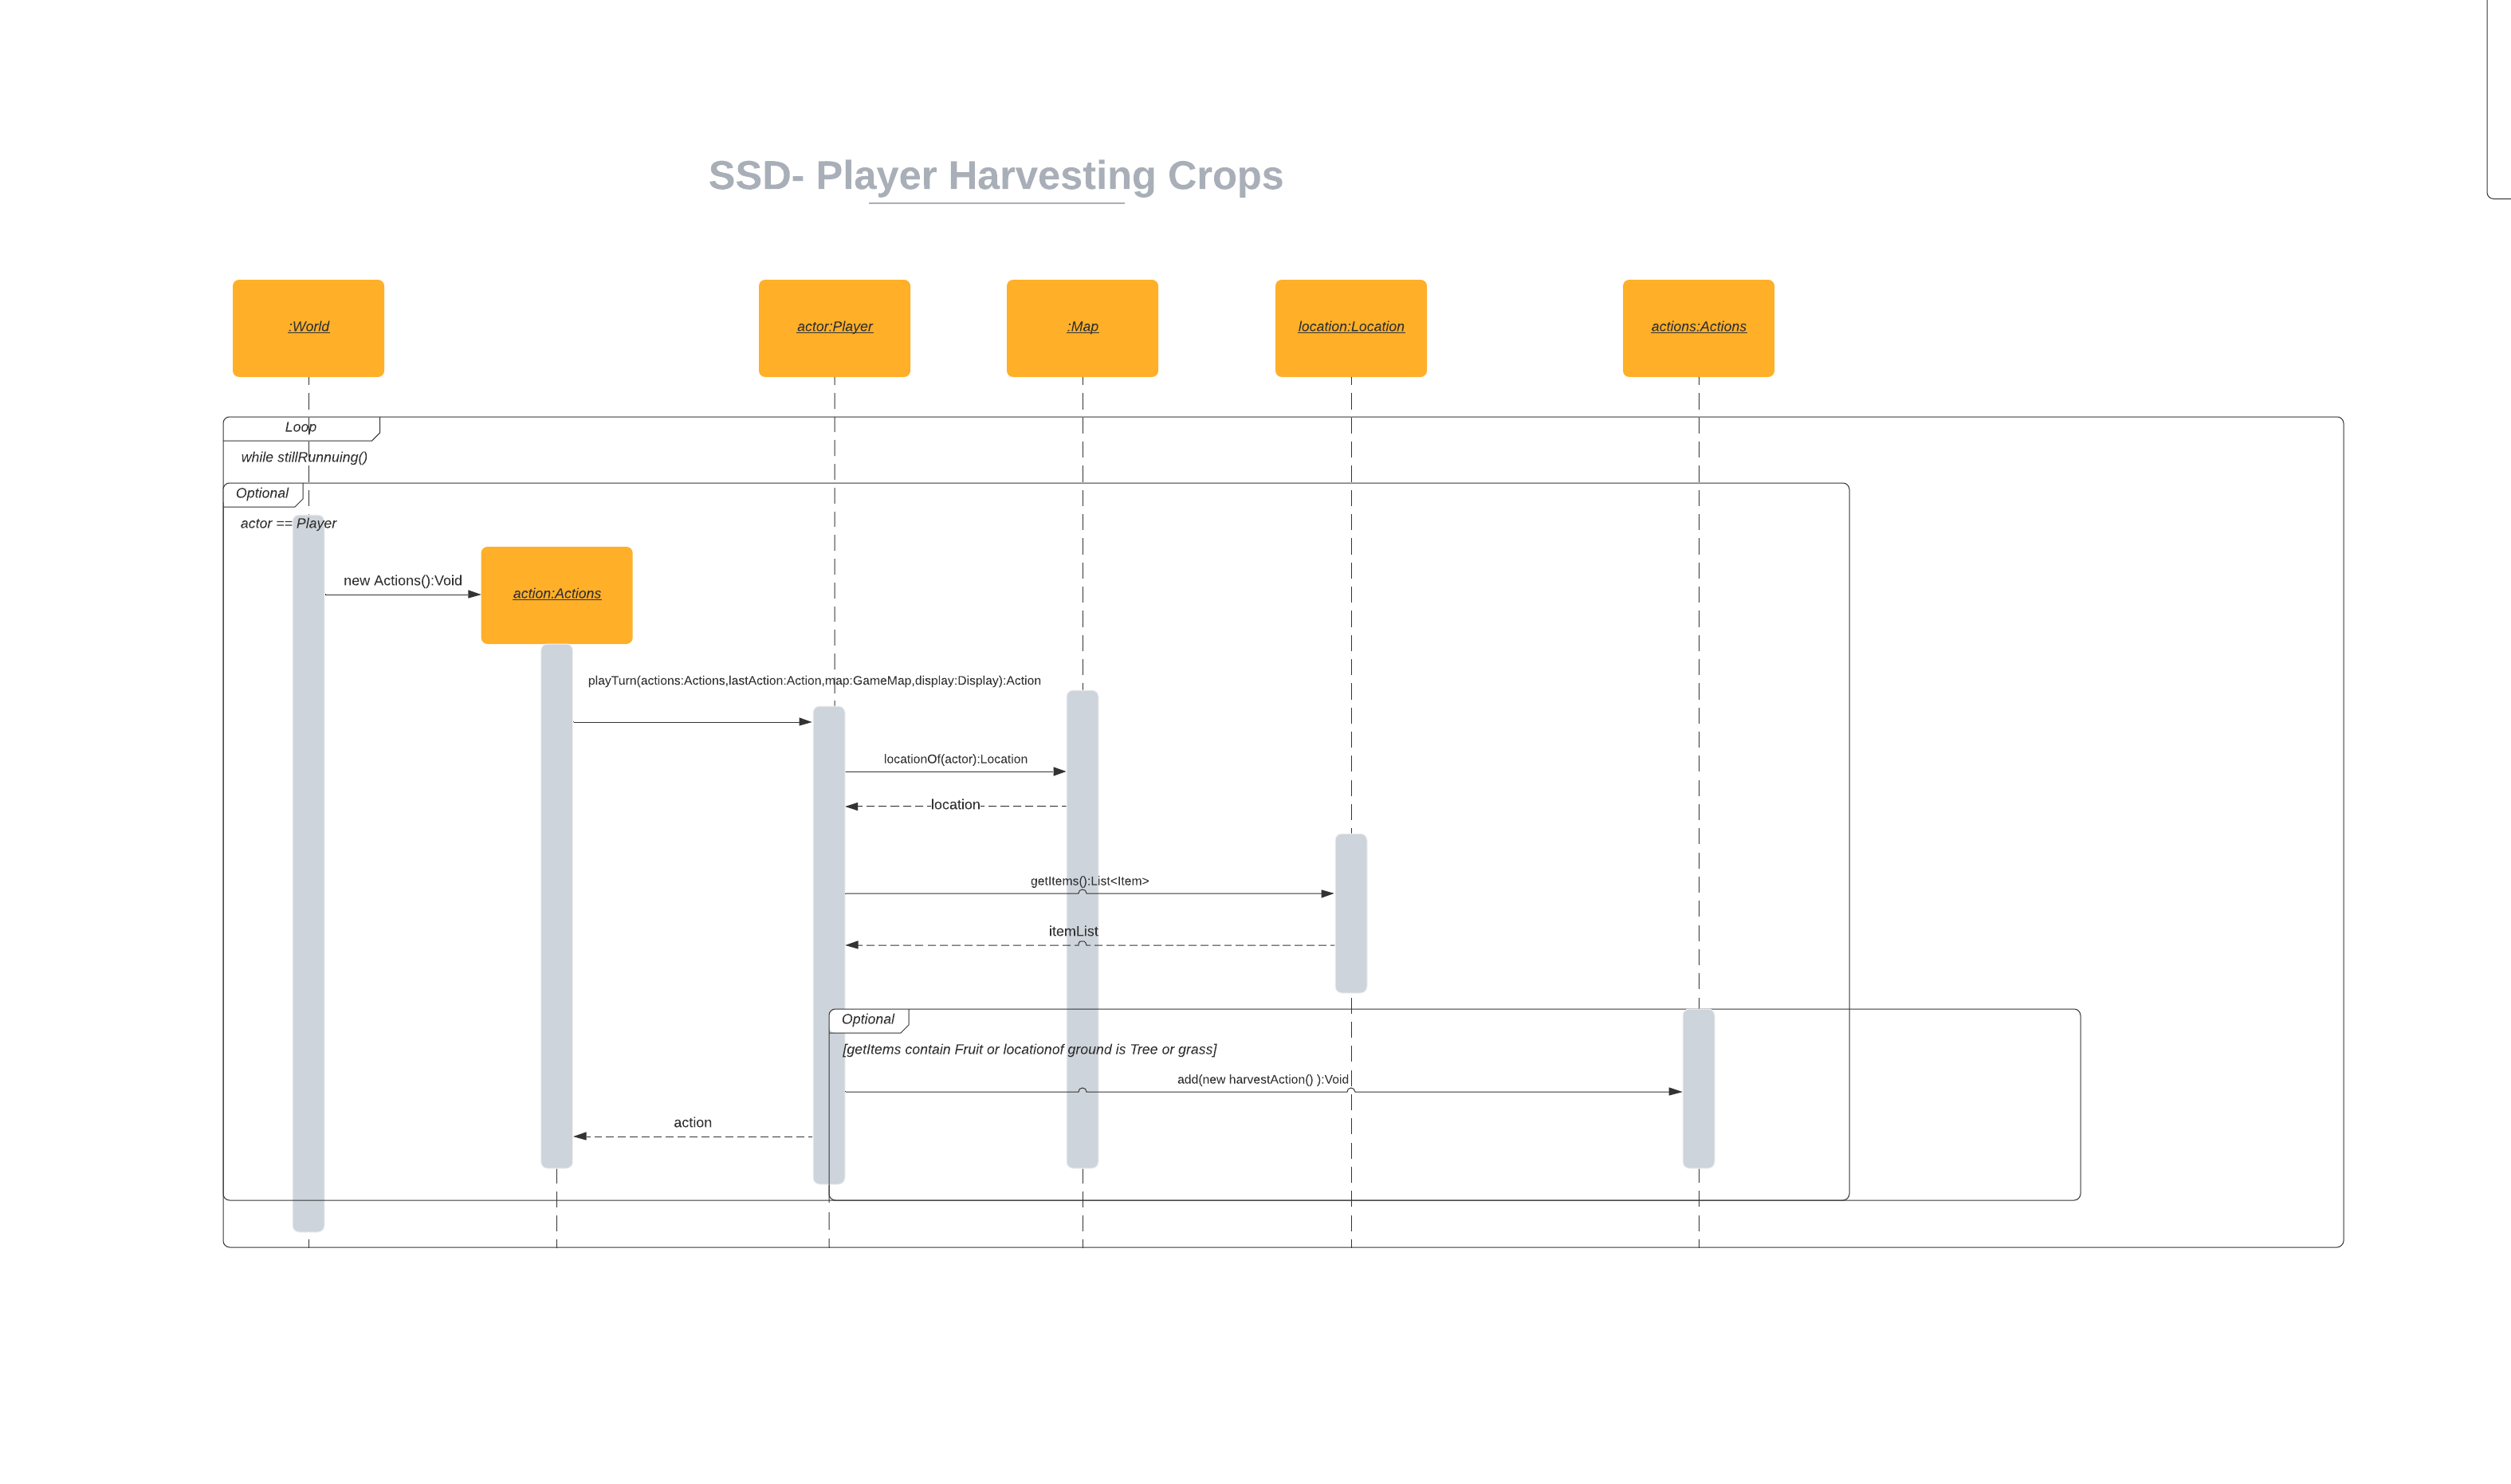 SSD- Player Harvesting Crops
:World
actor:Player
:Map
location:Location
actions:Actions
Loop
while stillRunnuing()
Optional
actor == Player
new Actions():Void
action:Actions
playTurn(actions:Actions,lastAction:Action,map:GameMap,display:Display):Action
locationOf(actor):Location
location
getItems():List<Item>
itemList
Optional
[getItems contain Fruit or locationof ground is Tree or grass]
add(new harvestAction() ):Void
action